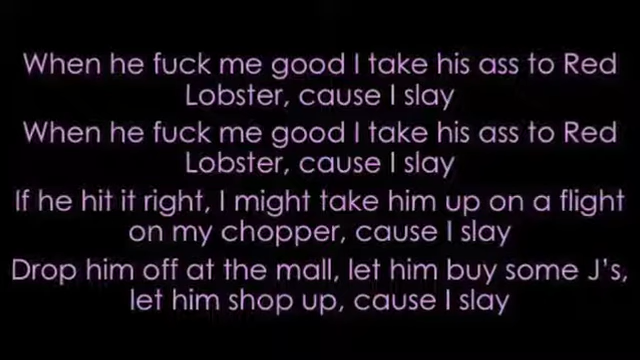 When he fuck me good I take his ass to Red
Lobster, cause I slay
When he fuck me good I take his ass to Red
Lobster, cause I slay
If he hit it right, I might take him up on a flight
on my chopper, cause I slay
Drop him off at the mall, let him buy some J's,
let him shop up, cause I slay